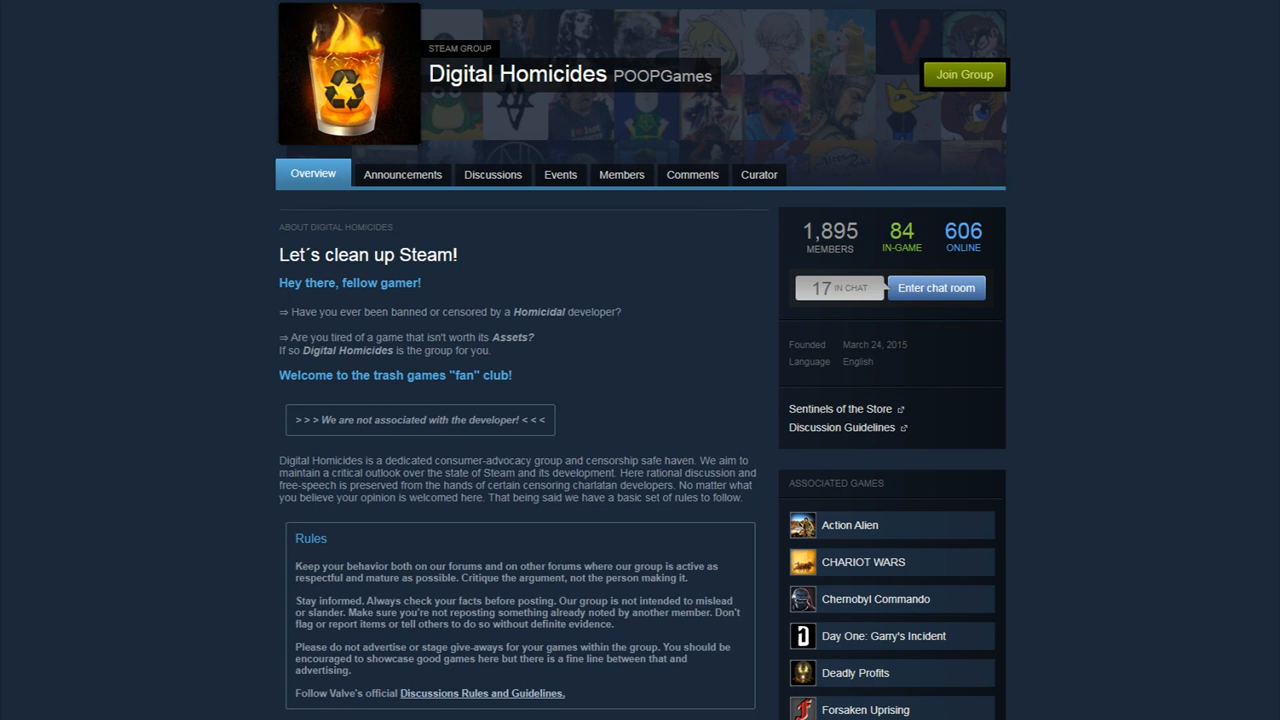 STEAM GROUP
Digital Homicides POOPGames
Join Group
Overview
Announcements
Discussions
Events
Members
Comments
Curator
ABOUT DIGITAL HOMICIDES
Let´s clean up Steam!
Hey there, fellow gamer!
⇒ Have you ever been banned or censored by a Homicidal developer?
⇒ Are you tired of a game that isn't worth its Assets?
If so Digital Homicides is the group for you.
Welcome to the trash games "fan" club!
> > > We are not associated with the developer! < < <
Digital Homicides is a dedicated consumer-advocacy group and censorship safe haven. We aim to
maintain a critical outlook over the state of Steam and its development. Here rational discussion and
free-speech is preserved from the hands of certain censoring charlatan developers. No matter what
you believe your opinion is welcomed here. That being said we have a basic set of rules to follow.
Rules
Keep your behavior both on our forums and on other forums where our group is active as
respectful and mature as possible. Critique the argument, not the person making it.
Stay informed. Always check your facts before posting. Our group is not intended to mislead
or slander. Make sure you're not reposting something already noted by another member. Don't
flag or report items or tell others to do so without definite evidence.
Please do not advertise or stage give-aways for your games within the group. You should be
encouraged to showcase good games here but there is a fine line between that and
advertising.
Follow Valve's official Discussions Rules and Guidelines.
1,895
MEMBERS
84
IN-GAME
606
ONLINE
17 IN CHAT
Enter chat room
Founded March 24, 2015
Language English
Sentinels of the Store
Discussion Guidelines
ASSOCIATED GAMES
Action Alien
CHARIOT WARS
Chernobyl Commando
Day One: Garry's Incident
Deadly Profits
Forsaken Uprising